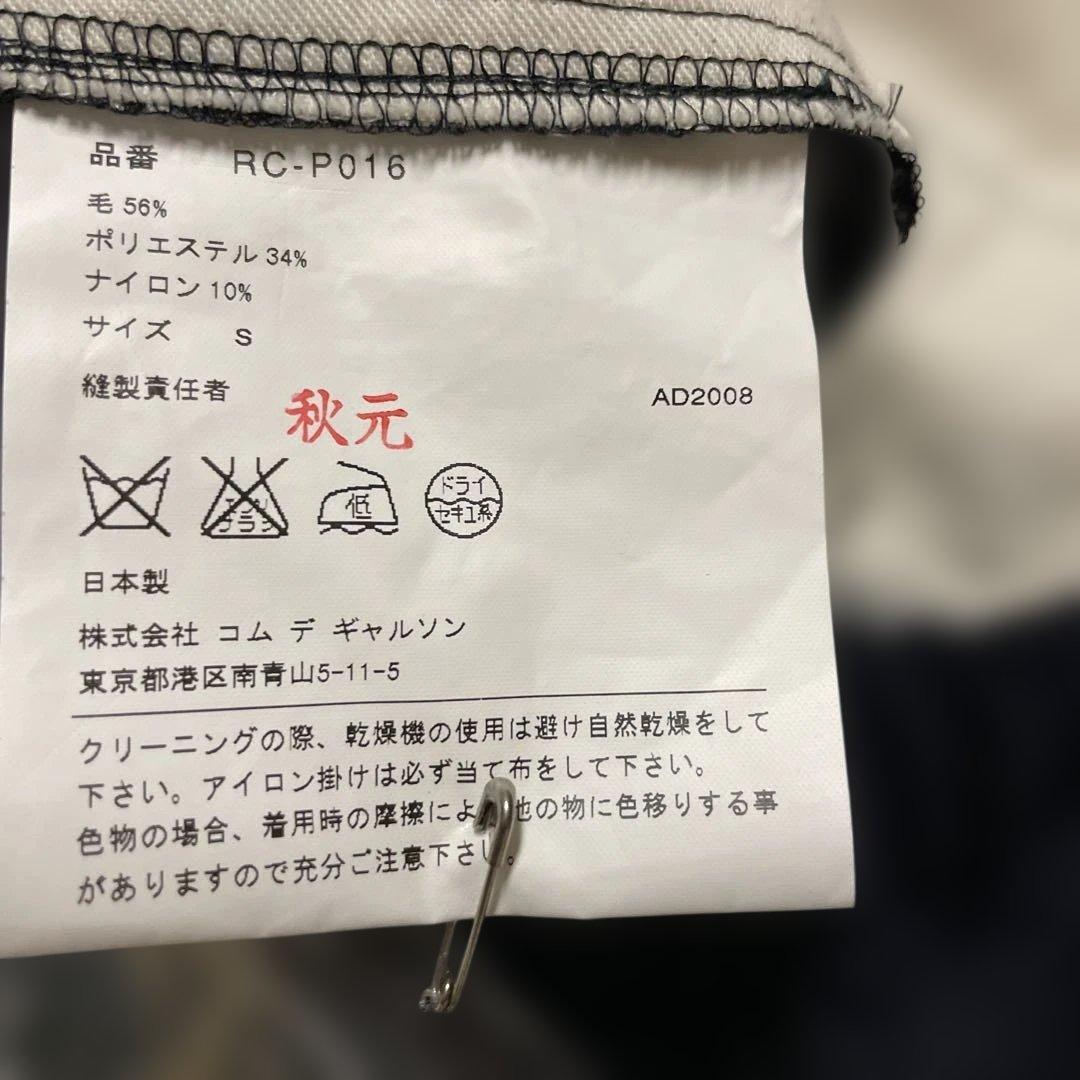 品番 RC-P016
毛 56%
ポリエステル 34%
ナイロン 10%
サイズ S
縫製責任者 秋元 AD2008
低 ドライ
セキユ系
日本製
株式会社 コム デ ギャルソン
東京都港区南青山5-11-5
クリーニングの際、乾燥機の使用は避け自然乾燥をして
下さい。アイロン掛けは必ず当て布をして下さい。
色物の場合、着用時の摩擦によ他の物に色移りする事
がありますので充分ご注意下さい。